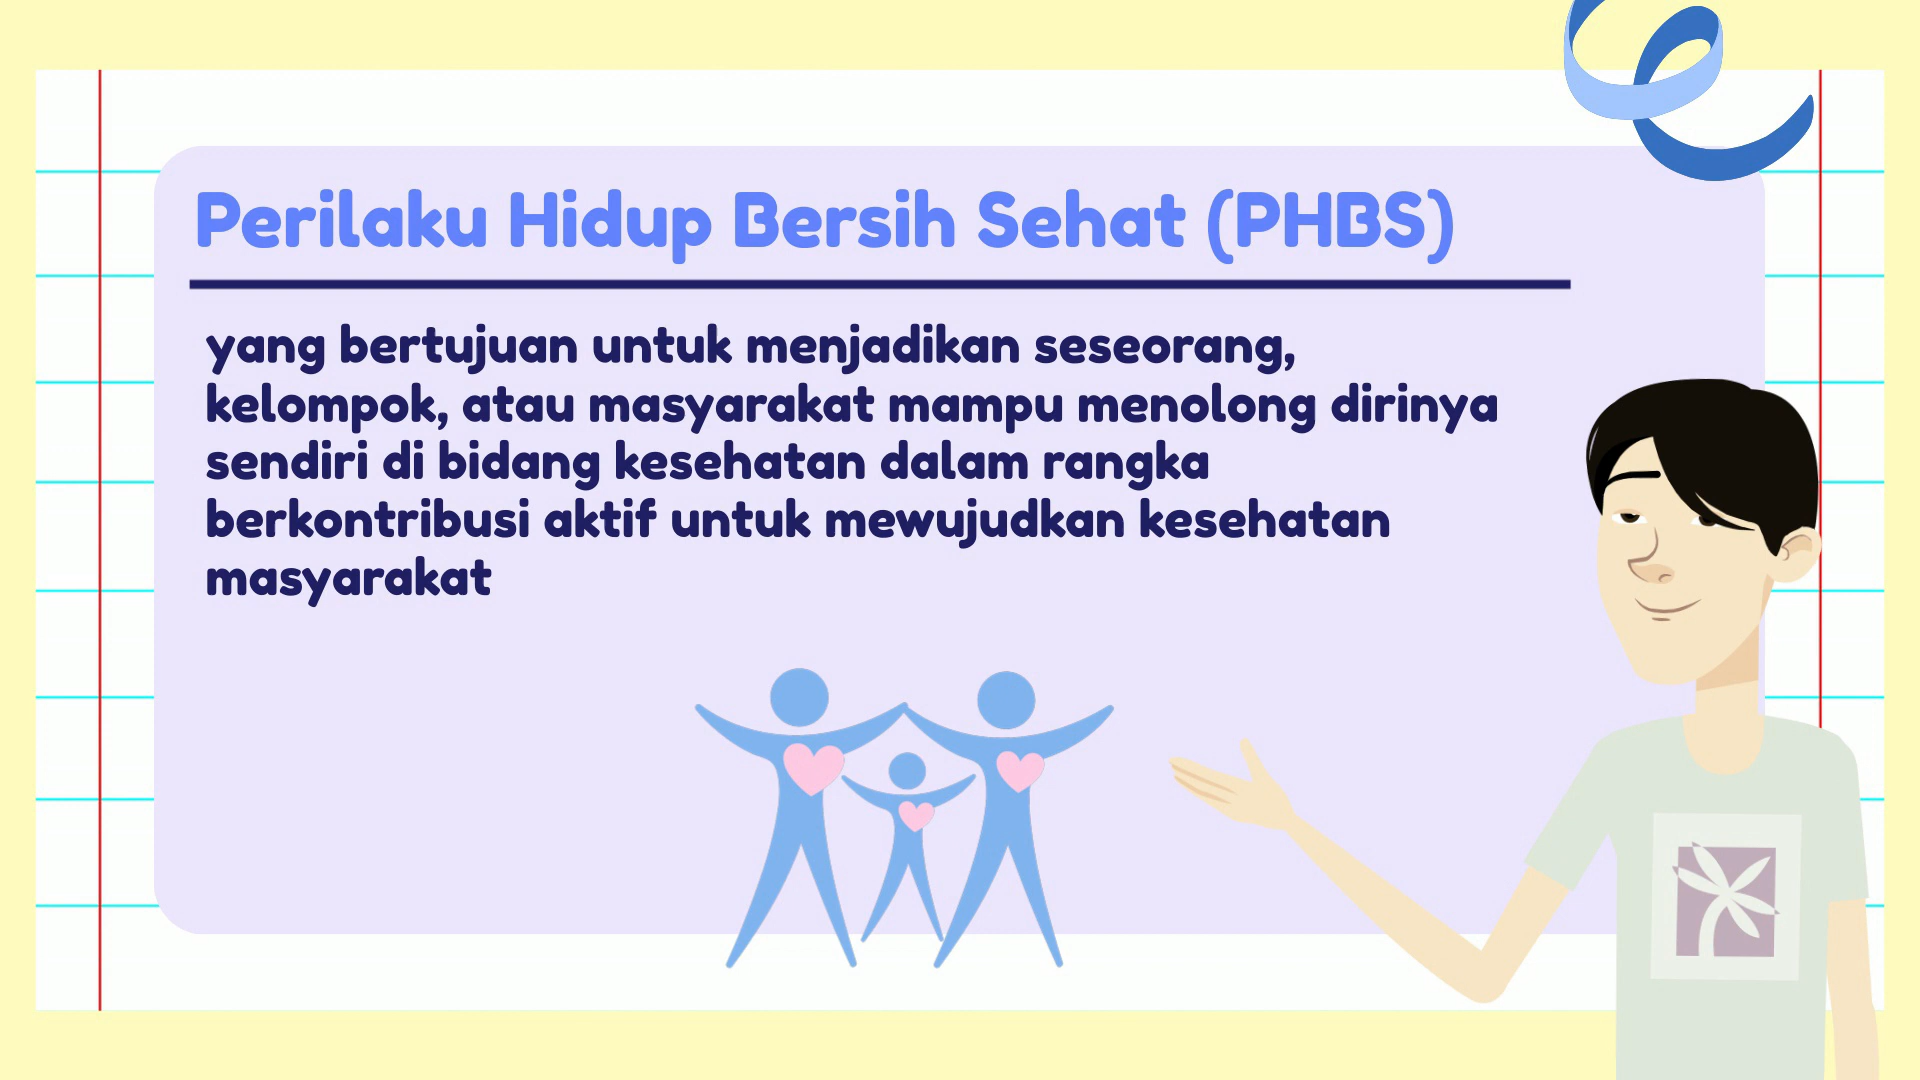 Perilaku Hidup Bersih Sehat (PHBS)
yang bertujuan untuk menjadikan seseorang,
kelompok, atau masyarakat mampu menolong dirinya
sendiri di bidang kesehatan dalam rangka
berkontribusi aktif untuk mewujudkan kesehatan
masyarakat